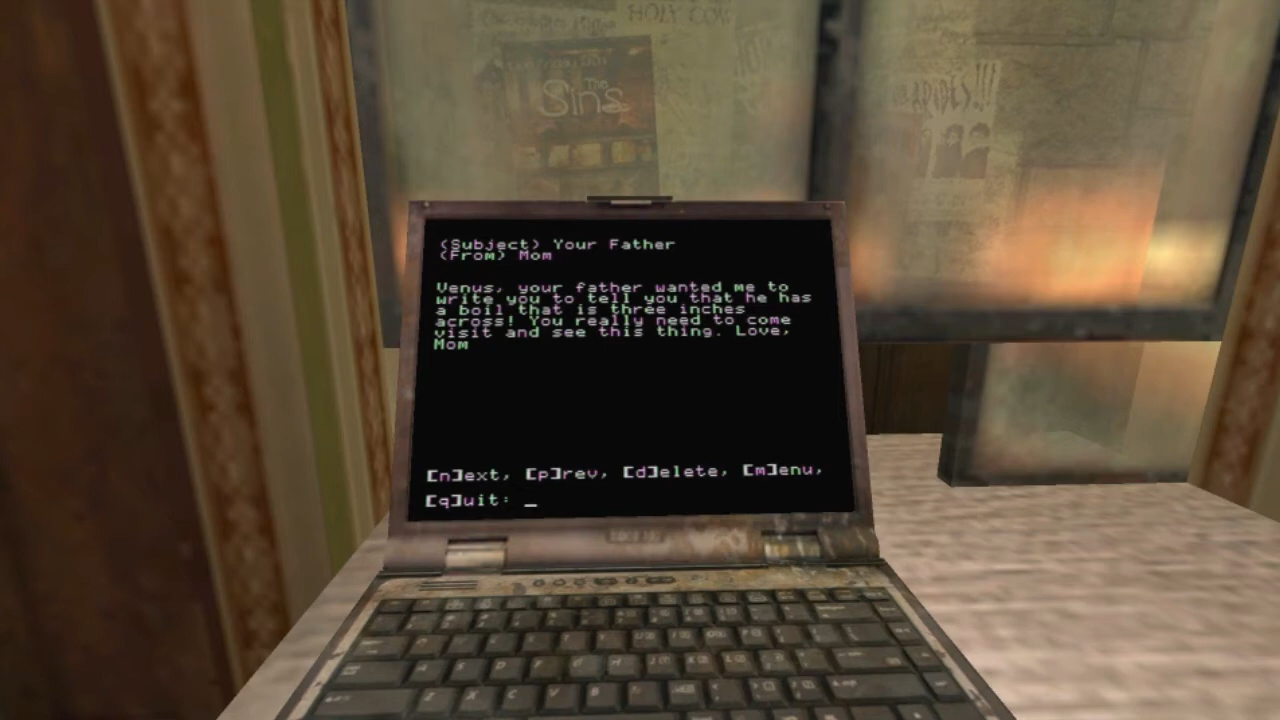 HOLY COW
The
Sins
(Subject) Your Father
(From) Mom
Venus, your father wanted me to
write you to tell you that he has
a boil that is three inches
across! You really need to come
visit and see this thing. Love,
Mom
[n]ext, [p]rev, [d]elete, [m]enu,
[q]uit: _